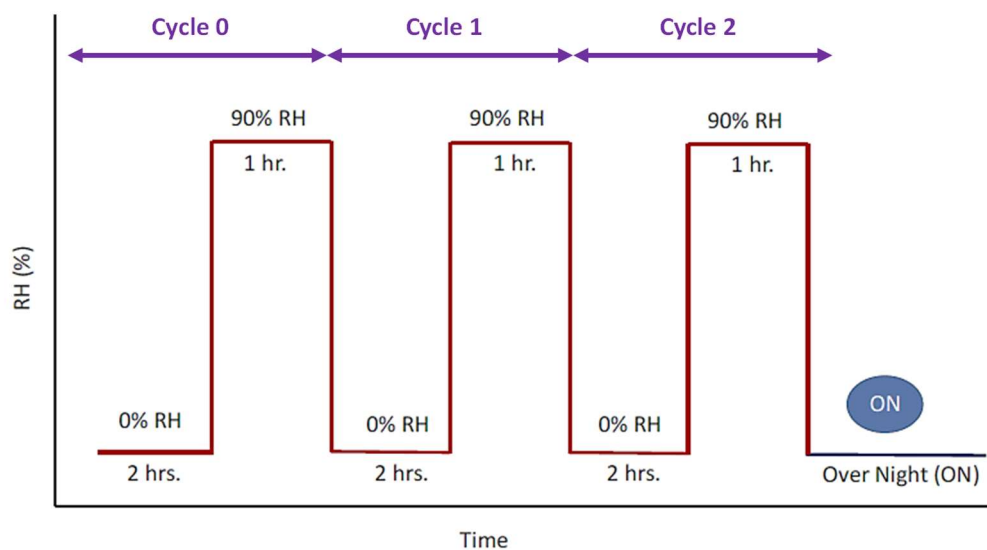 Cycle 0
Cycle 1
Cycle 2
90% RH
90% RH
90% RH
1 hr.
1 hr.
1 hr.
RH (%)
ON
0% RH
0% RH
0% RH
2 hrs.
2 hrs.
2 hrs.
Over Night (ON)
Time